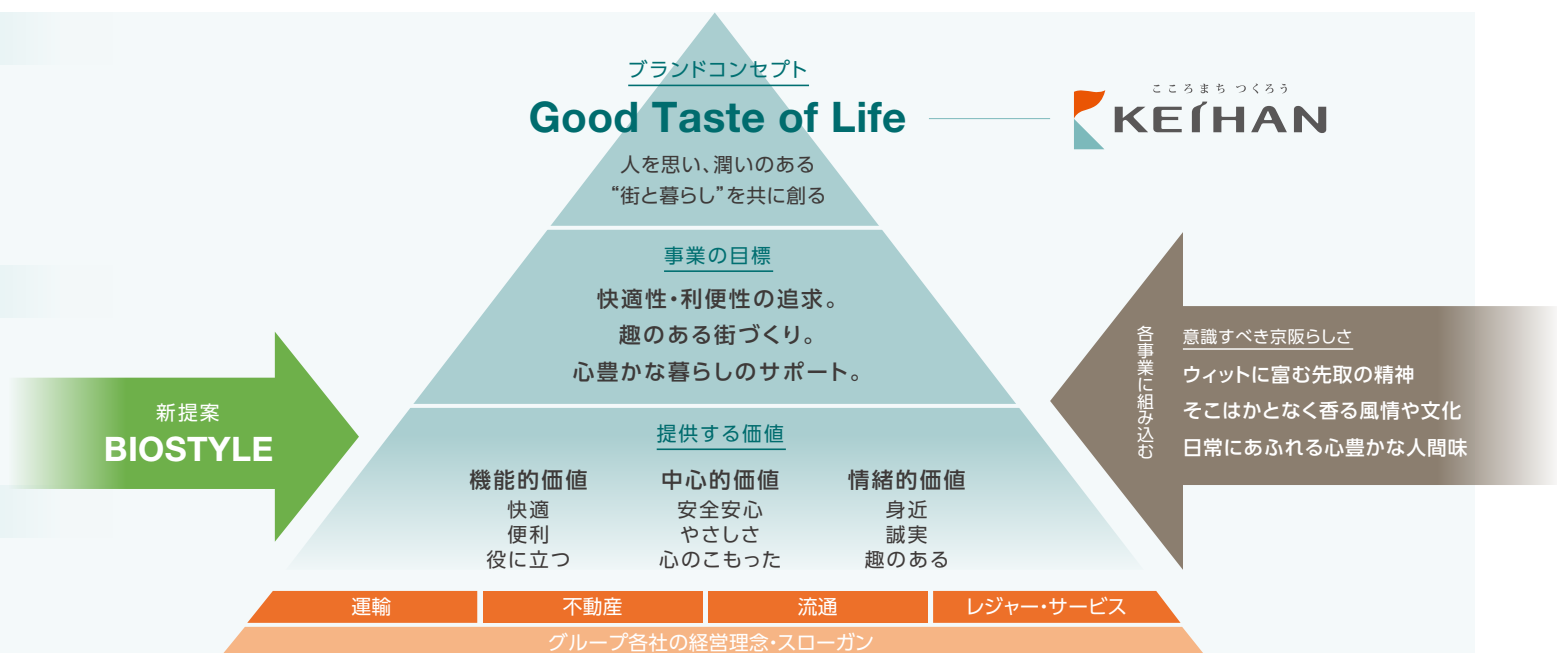 ブランドコンセプト
Good Taste of Life
人を思い、潤いのある
“街と暮らし”を共に創る
こころまち つくろう
KEIHAN
事業の目標
快適性・利便性の追求。
趣のある街づくり。
心豊かな暮らしのサポート。
新提案
BIOSTYLE
各事業に組み込む
意識すべき京阪らしさ
ウィットに富む先取の精神
そこはかとなく香る風情や文化
日常にあふれる心豊かな人間味
提供する価値
機能的価値
快適
便利
役に立つ
中心的価値
安全安心
やさしさ
心のこもった
情緒的価値
身近
誠実
趣のある
運輸
不動産
流通
レジャー・サービス
グループ各社の経営理念・スローガン